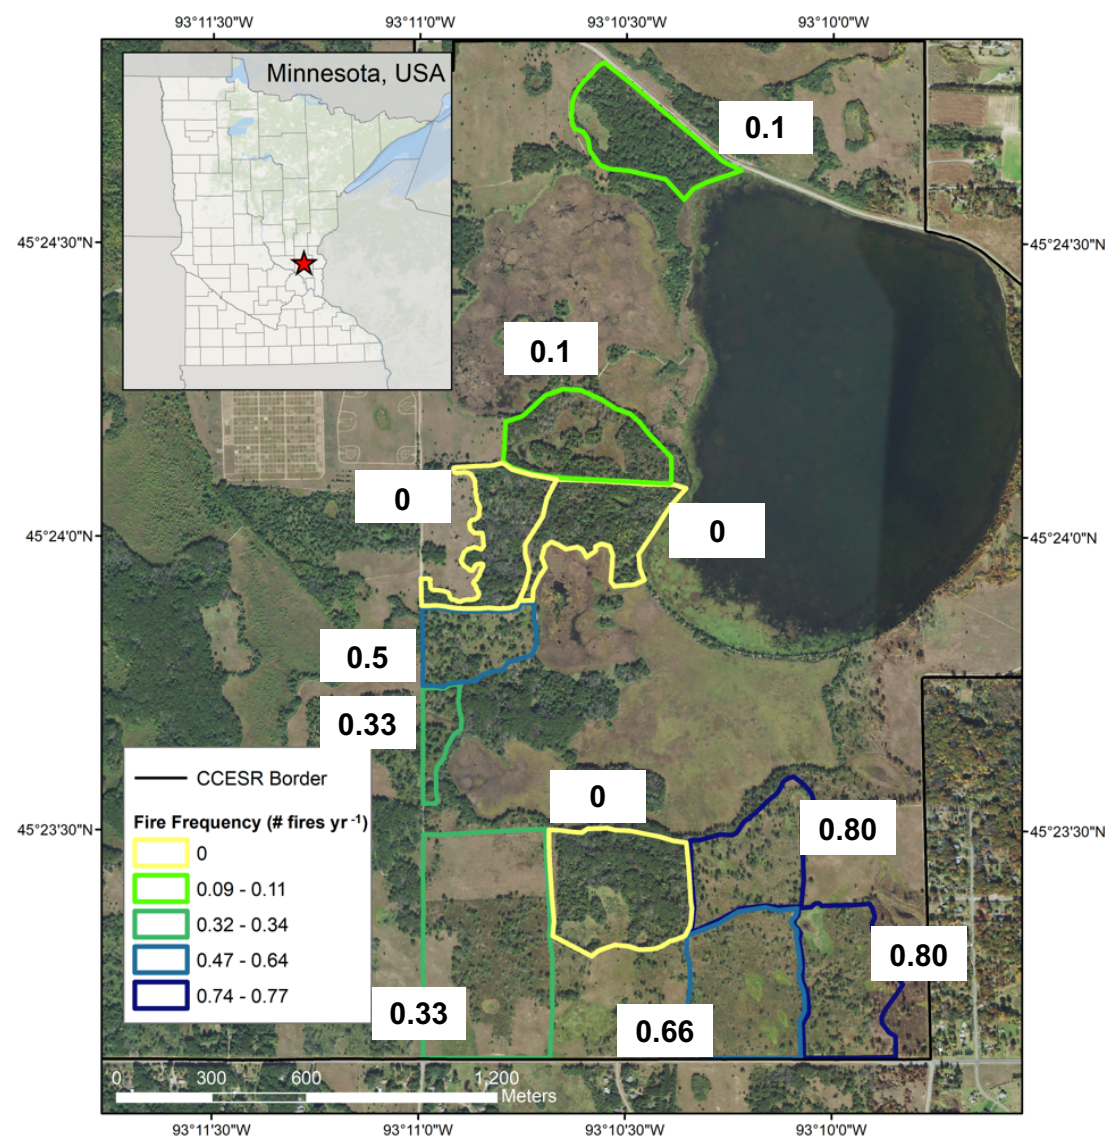 93°11'30"W 93°11'0"W 93°10'30"W 93°10'0"W
Minnesota, USA
0.1
45°24'30"N 45°24'30"N
0.1
0
0
45°24'0"N 45°24'0"N
0.5
0.33
CCESR Border
0
Fire Frequency (# fires yr -1)
45°23'30"N 45°23'30"N
0.80
0
0.09 - 0.11
0.32 - 0.34
0.47 - 0.64
0.80
0.74 - 0.77
0.33
0.66
0 300 600 1,200
Meters
93°11'30"W 93°11'0"W 93°10'30"W 93°10'0"W